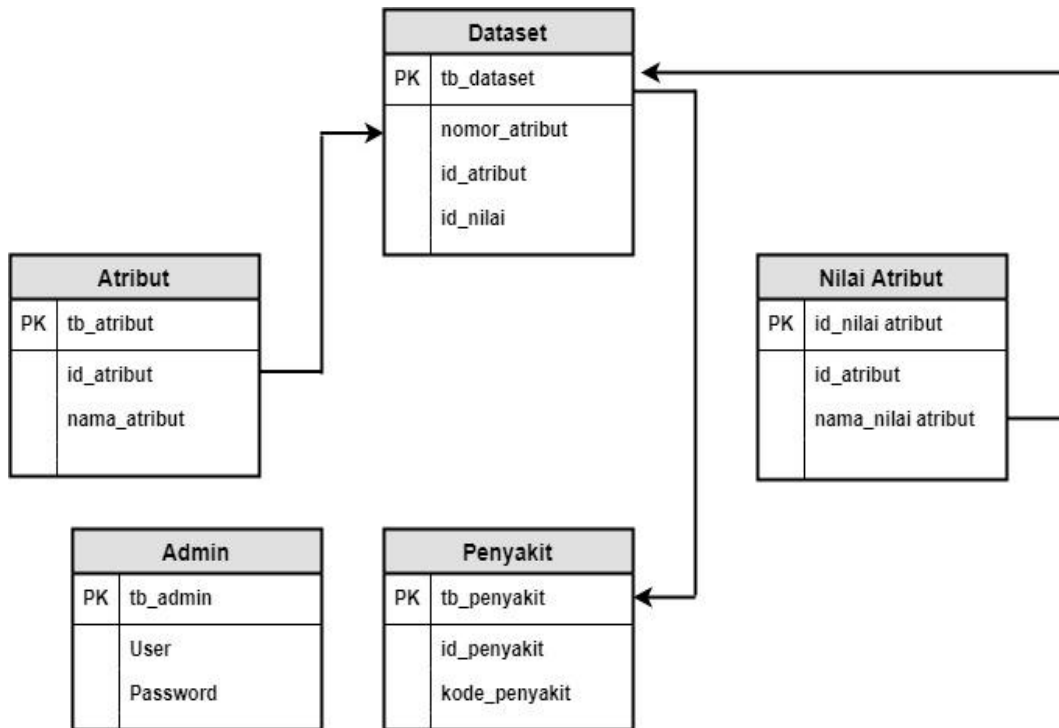 Dataset
PK tb_dataset
nomor_atribut
id_atribut
id_nilai
Atribut
PK tb_atribut
id_atribut
nama_atribut
Nilai Atribut
PK id_nilai atribut
id_atribut
nama_nilai atribut
Admin
PK tb_admin
User
Password
Penyakit
PK tb_penyakit
id_penyakit
kode_penyakit